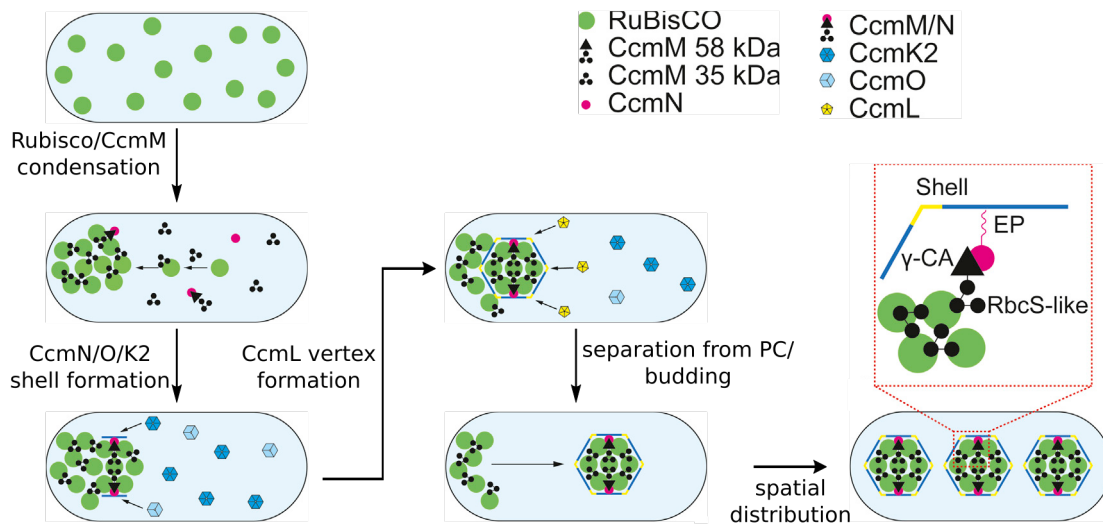 RuBisCO
CcmM 58 kDa
CcmM 35 kDa
CcmN
CcmM/N
CcmK2
CcmO
CcmL
Rubisco/CcmM
condensation
CcmN/O/K2
shell formation
CcmL vertex
formation
separation from PC/
budding
spatial
distribution
Shell
EP
γ-CA
RbcS-like